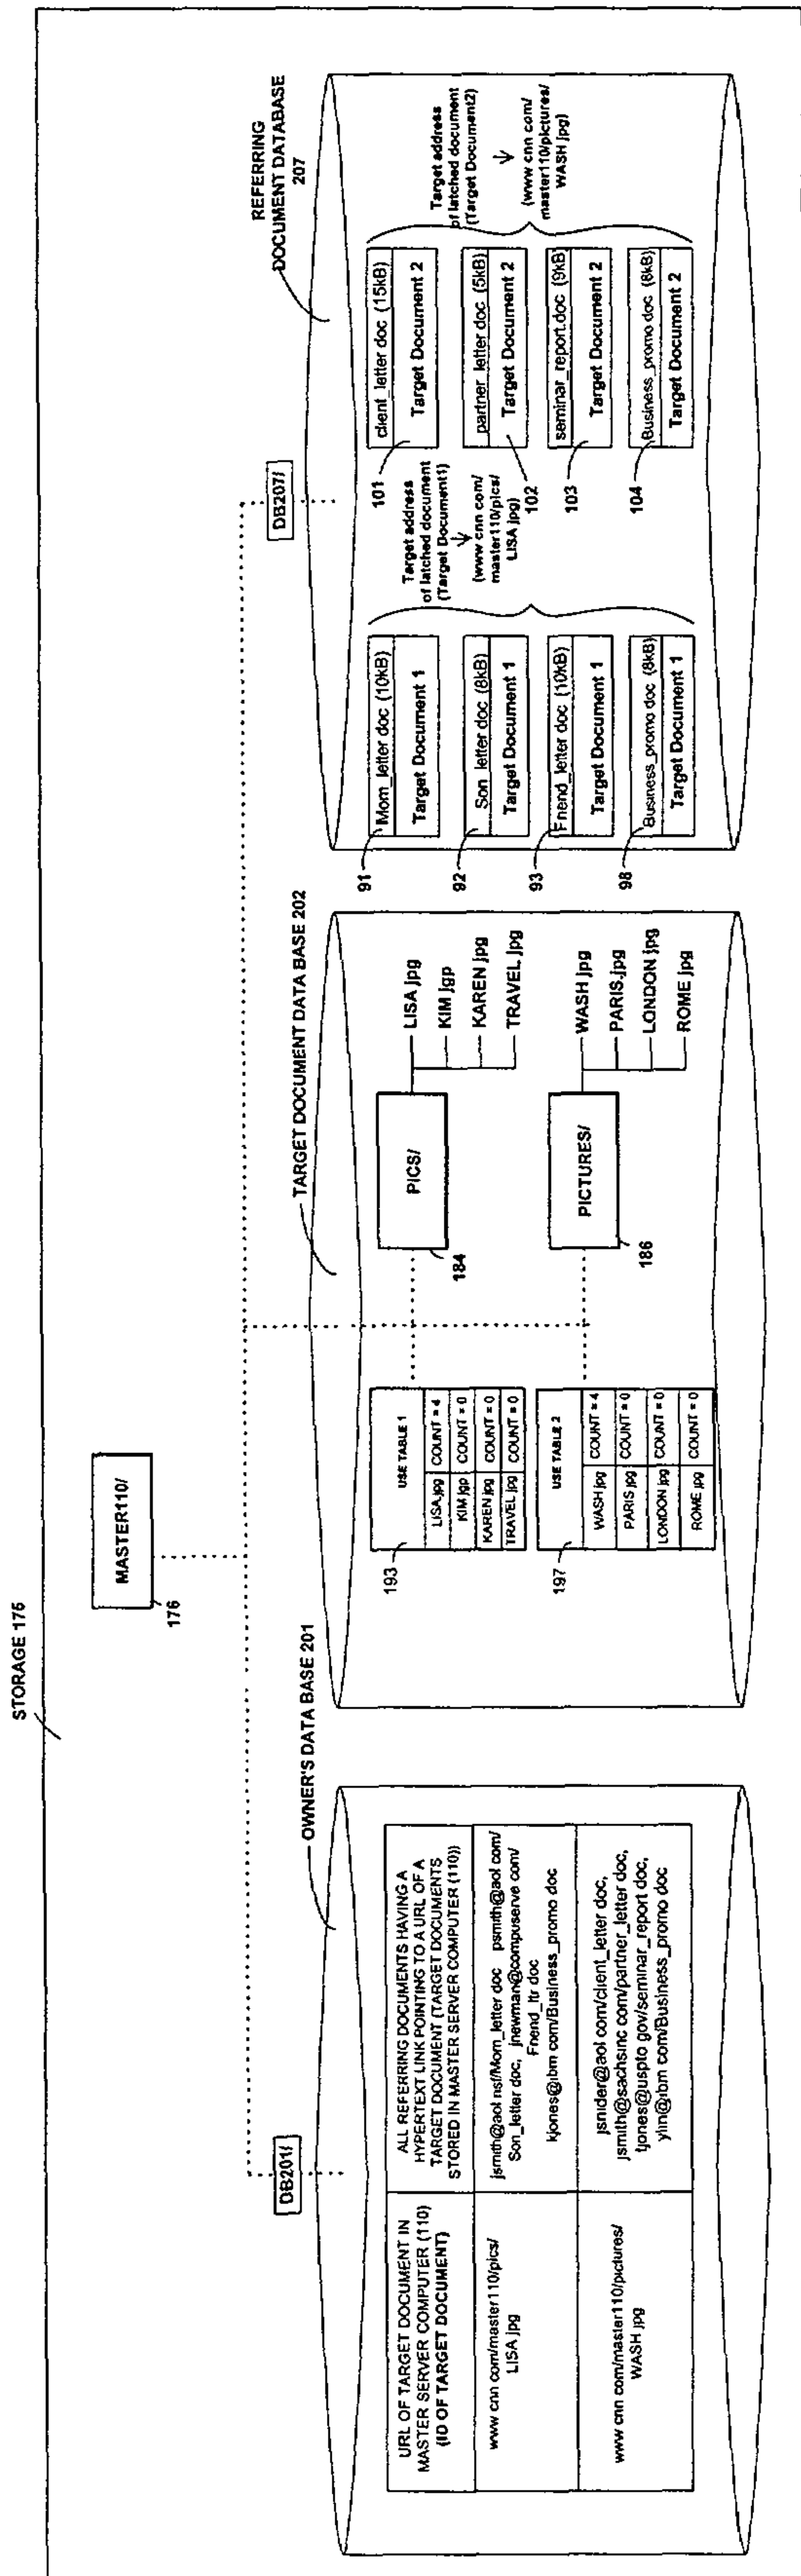 STORAGE 175
MASTER110/
176
DB201/
OWNER'S DATA BASE 201
URL OF TARGET DOCUMENT IN
MASTER SERVER COMPUTER (110)
(ID OF TARGET DOCUMENT)
ALL REFERRING DOCUMENTS HAVING A
HYPERTEXT LINK POINTING TO A URL OF A
TARGET DOCUMENT (TARGET DOCUMENTS
STORED IN MASTER SERVER COMPUTER (110))
www cnn com/master110/pics/
LISA jpg
jsmith@aol nsf/Mom_letter doc psmith@aol com/
Son_letter doc, jnewman@compuserve com/
Friend_ltr doc
kjones@ibm com/Business_promo doc
www cnn com/master110/pictures/
WASH jpg
jsnider@aol com/client_letter doc,
jsmith@sachsinc com/partner_letter doc,
tjones@uspto gov/seminar_report doc,
ylin@ibm com/Business_promo doc
TARGET DOCUMENT DATA BASE 202
193
USE TABLE 1
LISA.jpg COUNT = 4
KIM jgp COUNT = 0
KAREN jpg COUNT = 0
TRAVEL jpg COUNT = 0
197
USE TABLE 2
WASH jpg COUNT = 4
PARIS jpg COUNT = 0
LONDON jpg COUNT = 0
ROME jpg COUNT = 0
PICS/
184
LISA jpg
KIM jgp
KAREN jpg
TRAVEL jpg
PICTURES/
186
WASH jpg
PARIS.jpg
LONDON jpg
ROME jpg
DB207/
REFERRING
DOCUMENT DATABASE
207
91
Mom_letter doc (10kB)
Target Document 1
92
Son_letter doc (8kB)
Target Document 1
93
Friend_letter doc (10kB)
Target Document 1
98
Business_promo doc (8kB)
Target Document 1
Target address
of latched document
(Target Document1)
(www cnn com/
master110/pics/
LISA jpg)
101
client_letter doc (15kB)
Target Document 2
102
partner_letter doc (5kB)
Target Document 2
103
seminar_report.doc (9kB)
Target Document 2
104
Business_promo doc (8kB)
Target Document 2
Target address
of latched document
(Target Document2)
(www cnn com/
master110/pictures/
WASH jpg)